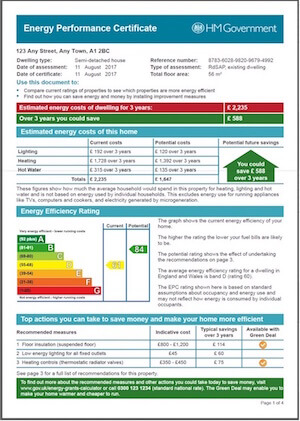 Energy Performance Certificate
HM Government
123 Any Street, Any Town, A1 2BC
Dwelling type: Semi-detached house
Reference number: 8783-6028-9820-9679-4992
Date of assessment: 11 August 2017
Type of assessment: RdSAP, existing dwelling
Date of certificate: 11 August 2017
Total floor area: 56 m²
Use this document to:
• Compare current ratings of properties to see which properties are more energy efficient
• Find out how you can save energy and money by installing improvement measures
Estimated energy costs of dwelling for 3 years: £ 2,235
Over 3 years you could save £ 588
Estimated energy costs of this home
Current costs Potential costs Potential future savings
Lighting £ 192 over 3 years £ 120 over 3 years
Heating £ 1,728 over 3 years £ 1,392 over 3 years
Hot Water £ 315 over 3 years £ 135 over 3 years
Totals £ 2,235 £ 1,647
You could
save £ 588
over 3 years
These figures show how much the average household would spend in this property for heating, lighting and hot
water and is not based on energy used by individual households. This excludes energy use for running appliances
like TVs, computers and cookers, and electricity generated by microgeneration.
Energy Efficiency Rating
Current Potential
Very energy efficient - lower running costs
(92 plus) A
B
C
D
E
F
G
Not energy efficient - higher running costs
84
The graph shows the current energy efficiency of your
home.
The higher the rating the lower your fuel bills are likely
to be.
The potential rating shows the effect of undertaking
the recommendations on page 3.
The average energy efficiency rating for a dwelling in
England and Wales is band D (rating 60).
The EPC rating shown here is based on standard
assumptions about occupancy and energy use and
may not reflect how energy is consumed by individual
occupants.
Top actions you can take to save money and make your home more efficient
Recommended measures Indicative cost Typical savings over 3 years Available with Green Deal
1 Floor insulation (suspended floor) £800 - £1,200 £ 114
2 Low energy lighting for all fixed outlets £45 £ 60
3 Heating controls (thermostatic radiator valves) £350 - £450 £ 75
See page 3 for a full list of recommendations for this property.
To find out more about the recommended measures and other actions you could take today to save money, visit
www.gov.uk/energy-grants-calculator or call 0300 123 1234 (standard national rate). The Green Deal may enable you to
make your home warmer and cheaper to run.
Page 1 of 4